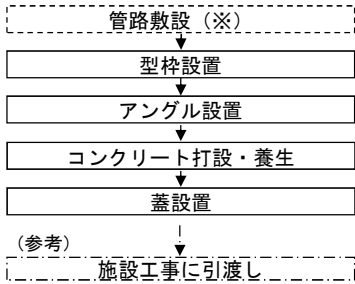 管路敷設（※）
型枠設置
アングル設置
コンクリート打設・養生
蓋設置
（参考）
施設工事に引渡し